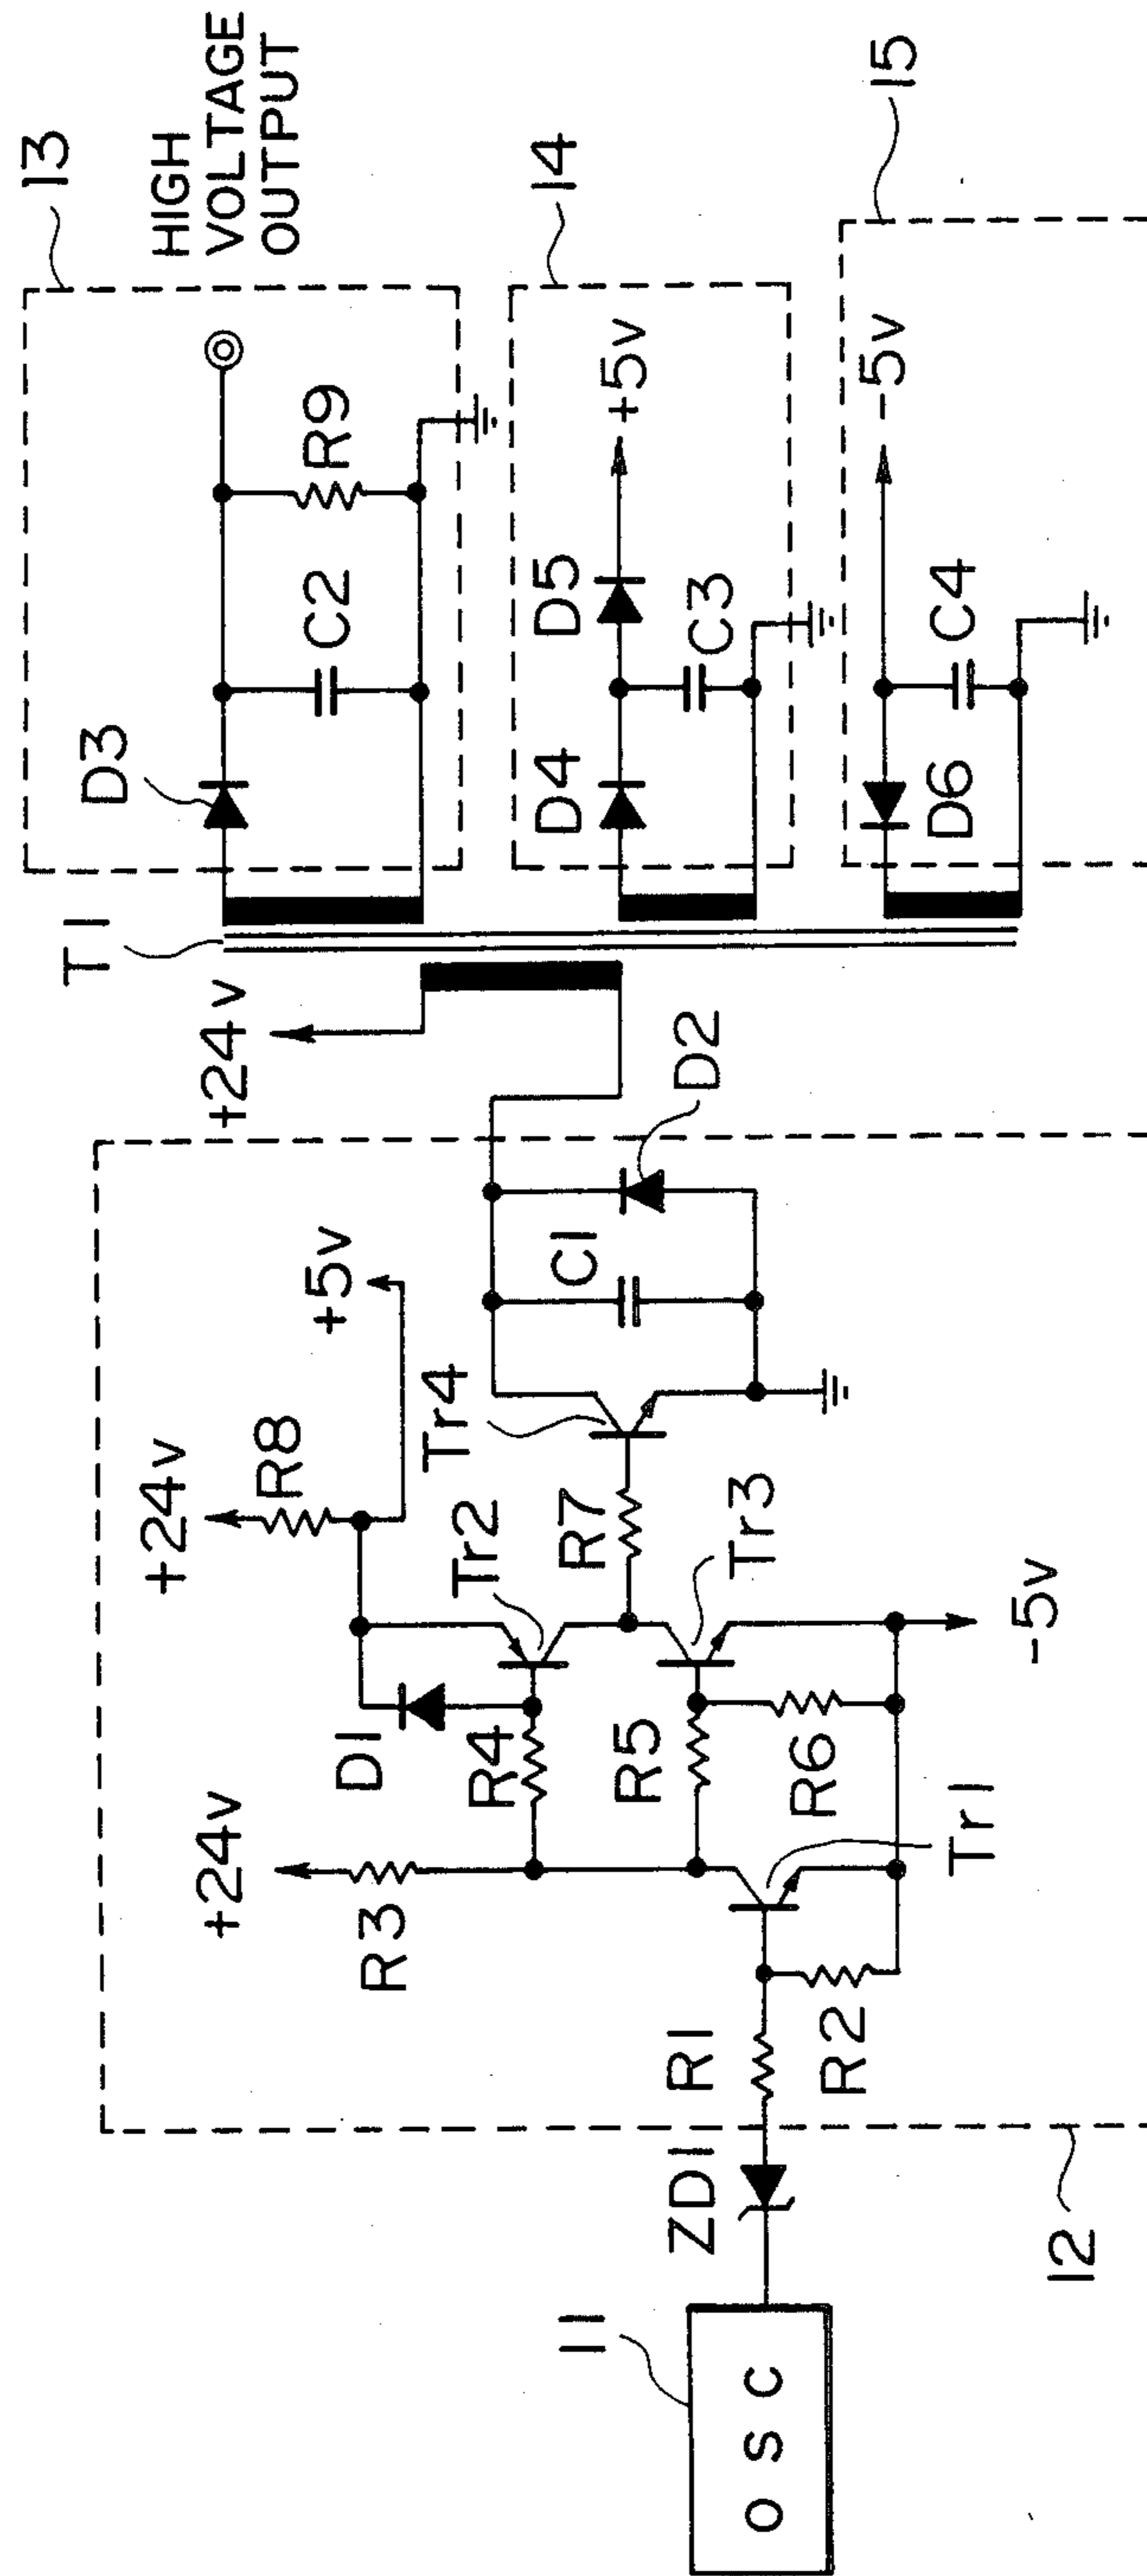 11
OSC
ZD1
12
R1
R2
+24v
R3
R4
D1
R5
R6
Tr1
+24v
R8
+5v
Tr2
Tr3
-5v
R7
Tr4
C1
D2
+24v
T1
13
D3
C2
R9
HIGH
VOLTAGE
OUTPUT
14
D4
D5
C3
+5v
15
D6
C4
-5v